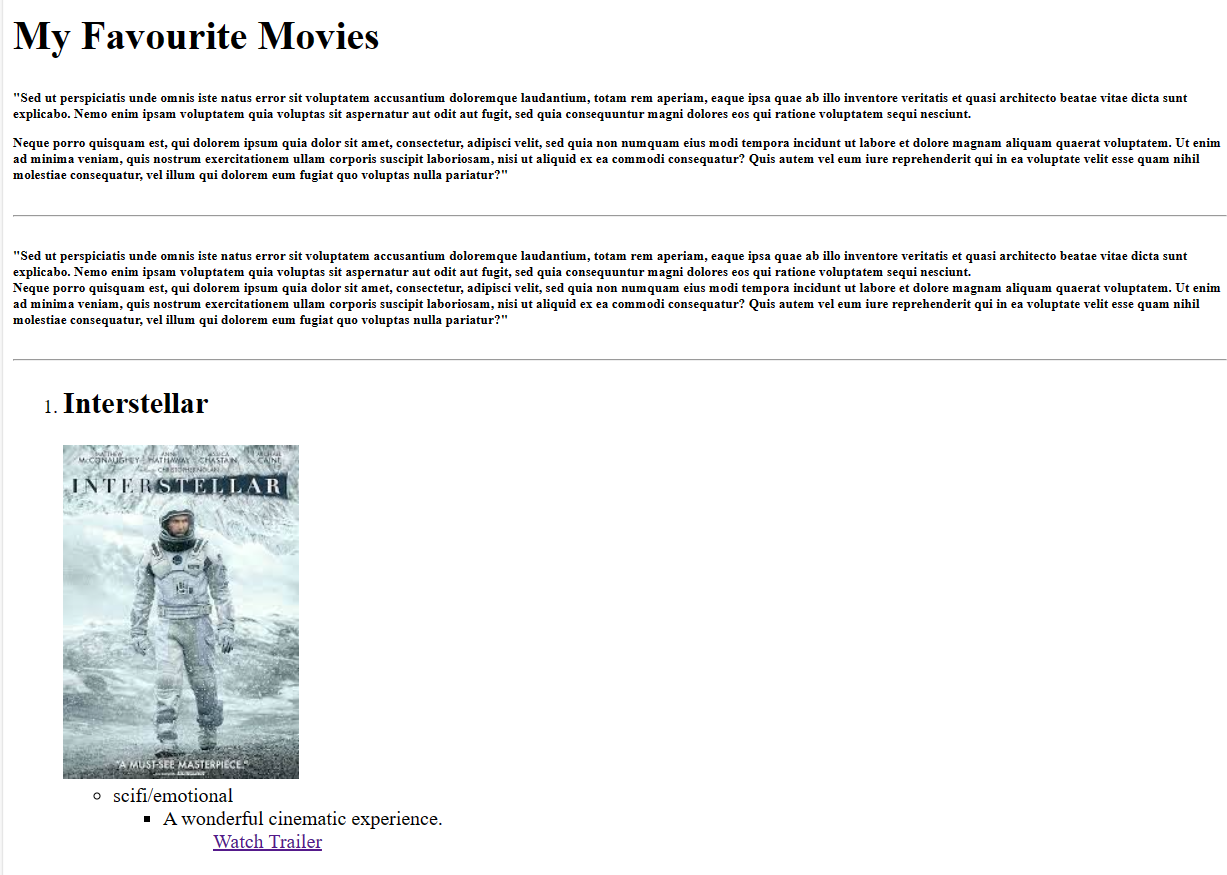 My Favourite Movies
"Sed ut perspiciatis unde omnis iste natus error sit voluptatem accusantium doloremque laudantium, totam rem aperiam, eaque ipsa quae ab illo inventore veritatis et quasi architecto beatae vitae dicta sunt
explicabo. Nemo enim ipsam voluptatem quia voluptas sit aspernatur aut odit aut fugit, sed quia consequuntur magni dolores eos qui ratione voluptatem sequi nesciunt.
Neque porro quisquam est, qui dolorem ipsum quia dolor sit amet, consectetur, adipisci velit, sed quia non numquam eius modi tempora incidunt ut labore et dolore magnam aliquam quaerat voluptatem. Ut enim
ad minima veniam, quis nostrum exercitationem ullam corporis suscipit laboriosam, nisi ut aliquid ex ea commodi consequatur? Quis autem vel eum iure reprehenderit qui in ea voluptate velit esse quam nihil
molestiae consequatur, vel illum qui dolorem eum fugiat quo voluptas nulla pariatur?"
"Sed ut perspiciatis unde omnis iste natus error sit voluptatem accusantium doloremque laudantium, totam rem aperiam, eaque ipsa quae ab illo inventore veritatis et quasi architecto beatae vitae dicta sunt
explicabo. Nemo enim ipsam voluptatem quia voluptas sit aspernatur aut odit aut fugit, sed quia consequuntur magni dolores eos qui ratione voluptatem sequi nesciunt.
Neque porro quisquam est, qui dolorem ipsum quia dolor sit amet, consectetur, adipisci velit, sed quia non numquam eius modi tempora incidunt ut labore et dolore magnam aliquam quaerat voluptatem. Ut enim
ad minima veniam, quis nostrum exercitationem ullam corporis suscipit laboriosam, nisi ut aliquid ex ea commodi consequatur? Quis autem vel eum iure reprehenderit qui in ea voluptate velit esse quam nihil
molestiae consequatur, vel illum qui dolorem eum fugiat quo voluptas nulla pariatur?"
1. Interstellar
MATTHEW ANNE JESSICA MICHAEL
McCONAUGHEY HATHAWAY CHASTAIN CAINE
CHRISTOPHER NOLAN
INTERSTELLAR
"A MUST-SEE MASTERPIECE."
scifi/emotional
A wonderful cinematic experience.
Watch Trailer